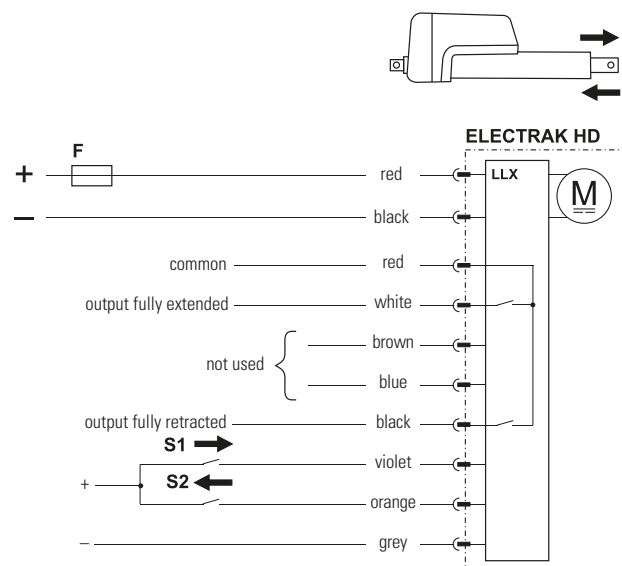 ELECTRAK HD
F
+ red LLX
M
− black
common red
output fully extended white
brown
not used
blue
output fully retracted black
S1
violet
S2
+
orange
− grey